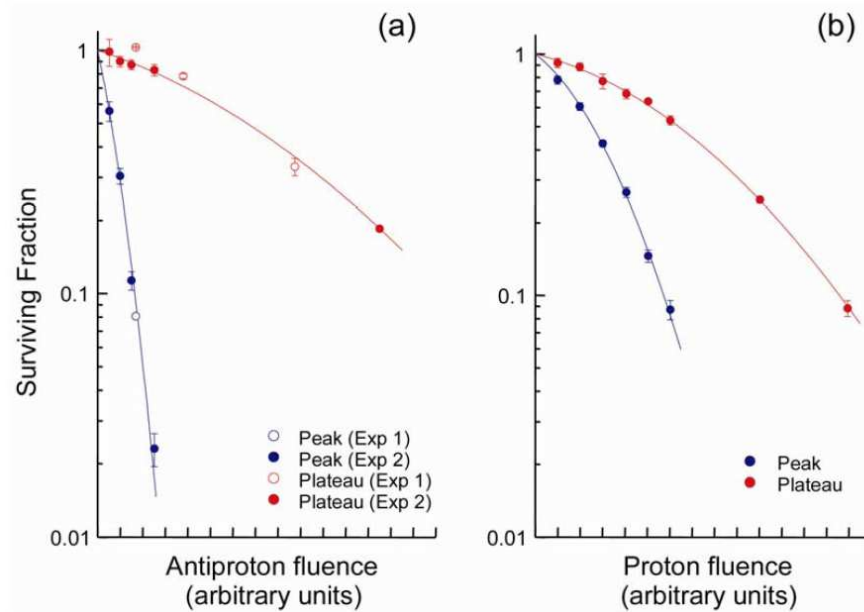 (a)
1
0.1
0.01
Surviving Fraction
Peak (Exp 1)
Peak (Exp 2)
Plateau (Exp 1)
Plateau (Exp 2)
Antiproton fluence
(arbitrary units)
(b)
1
0.1
0.01
Peak
Plateau
Proton fluence
(arbitrary units)